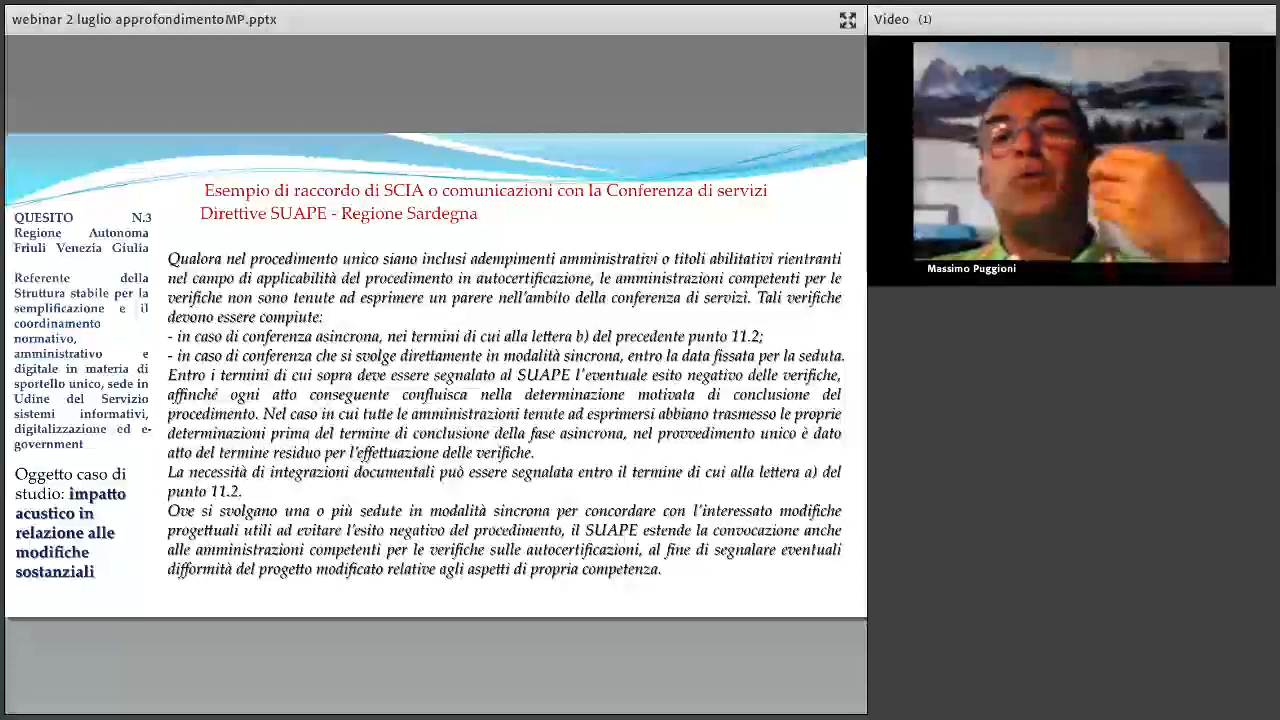 webinar 2 luglio approfondimentoMP.pptx
Video (1)
Massimo Puggioni
Esempio di raccordo di SCIA o comunicazioni con la Conferenza di servizi
Direttive SUAPE - Regione Sardegna
QUESITO N.3
Regione Autonoma
Friuli Venezia Giulia
Referente della
Struttura stabile per la
semplificazione e il
coordinamento
normativo,
amministrativo e
digitale in materia di
sportello unico, sede in
Udine del Servizio
sistemi informativi,
digitalizzazione ed e-
government
Oggetto caso di
studio: impatto
acustico in
relazione alle
modifiche
sostanziali
Qualora nel procedimento unico siano inclusi adempimenti amministrativi o titoli abilitativi rientranti
nel campo di applicabilità del procedimento in autocertificazione, le amministrazioni competenti per le
verifiche non sono tenute ad esprimere un parere nell'ambito della conferenza di servizi. Tali verifiche
devono essere compiute:
- in caso di conferenza asincrona, nei termini di cui alla lettera b) del precedente punto 11.2;
- in caso di conferenza che si svolge direttamente in modalità sincrona, entro la data fissata per la seduta.
Entro i termini di cui sopra deve essere segnalato al SUAPE l'eventuale esito negativo delle verifiche,
affinché ogni atto conseguente confluisca nella determinazione motivata di conclusione del
procedimento. Nel caso in cui tutte le amministrazioni tenute ad esprimersi abbiano trasmesso le proprie
determinazioni prima del termine di conclusione della fase asincrona, nel provvedimento unico è dato
atto del termine residuo per l'effettuazione delle verifiche.
La necessità di integrazioni documentali può essere segnalata entro il termine di cui alla lettera a) del
punto 11.2.
Ove si svolgano una o più sedute in modalità sincrona per concordare con l'interessato modifiche
progettuali utili ad evitare l'esito negativo del procedimento, il SUAPE estende la convocazione anche
alle amministrazioni competenti per le verifiche sulle autocertificazioni, al fine di segnalare eventuali
difformità del progetto modificato relative agli aspetti di propria competenza.